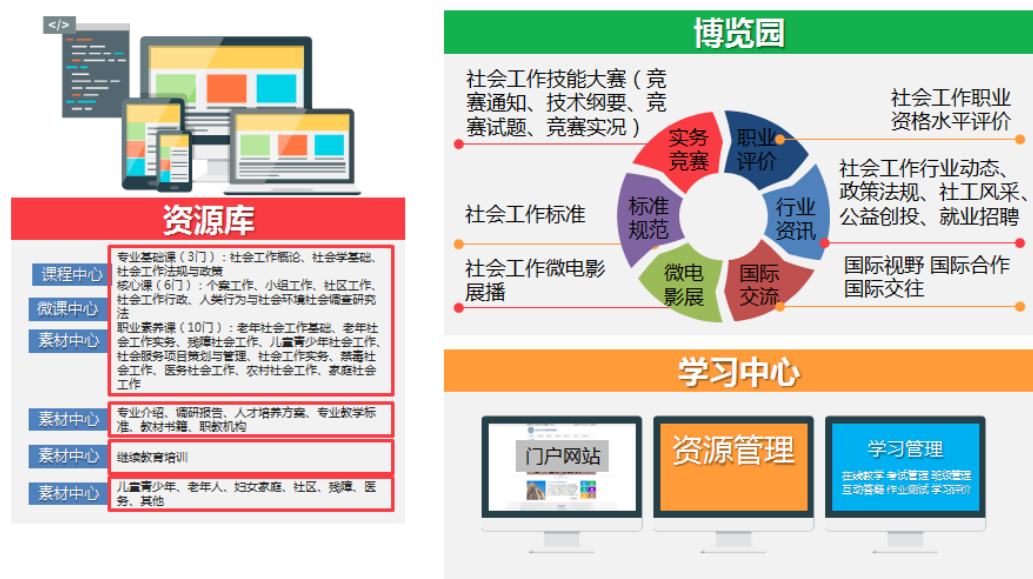 </>
资源库
课程中心
微课中心
素材中心
专业基础课（3门）：社会工作概论、社会学基础、
社会工作法规与政策
核心课（6门）：个案工作、小组工作、社区工作、
社会工作行政、人类行为与社会环境社会调查研究
法
职业素养课（10门）：老年社会工作基础、老年社
会工作实务、残障社会工作、儿童青少年社会工作、
社会服务项目策划与管理、社会工作实务、禁毒社
会工作、医务社会工作、农村社会工作、家庭社会
工作
素材中心
专业介绍、调研报告、人才培养方案、专业教学标
准、教材书籍、职教机构
素材中心
继续教育培训
素材中心
儿童青少年、老年人、妇女家庭、社区、残障、医
务、其他
博览园
社会工作技能大赛（竞
赛通知、技术纲要、竞
赛试题、竞赛实况）
社会工作标准
社会工作微电影
展播
实务
竞赛
职业
评价
标准
规范
行业
资讯
微电
影展
国际
交流
社会工作职业
资格水平评价
社会工作行业动态、
政策法规、社工风采、
公益创投、就业招聘
国际视野 国际合作
国际交往
学习中心
门户网站
资源管理
学习管理
在线教学 考试管理 班级管理
互动答疑 作业测试 学习评价